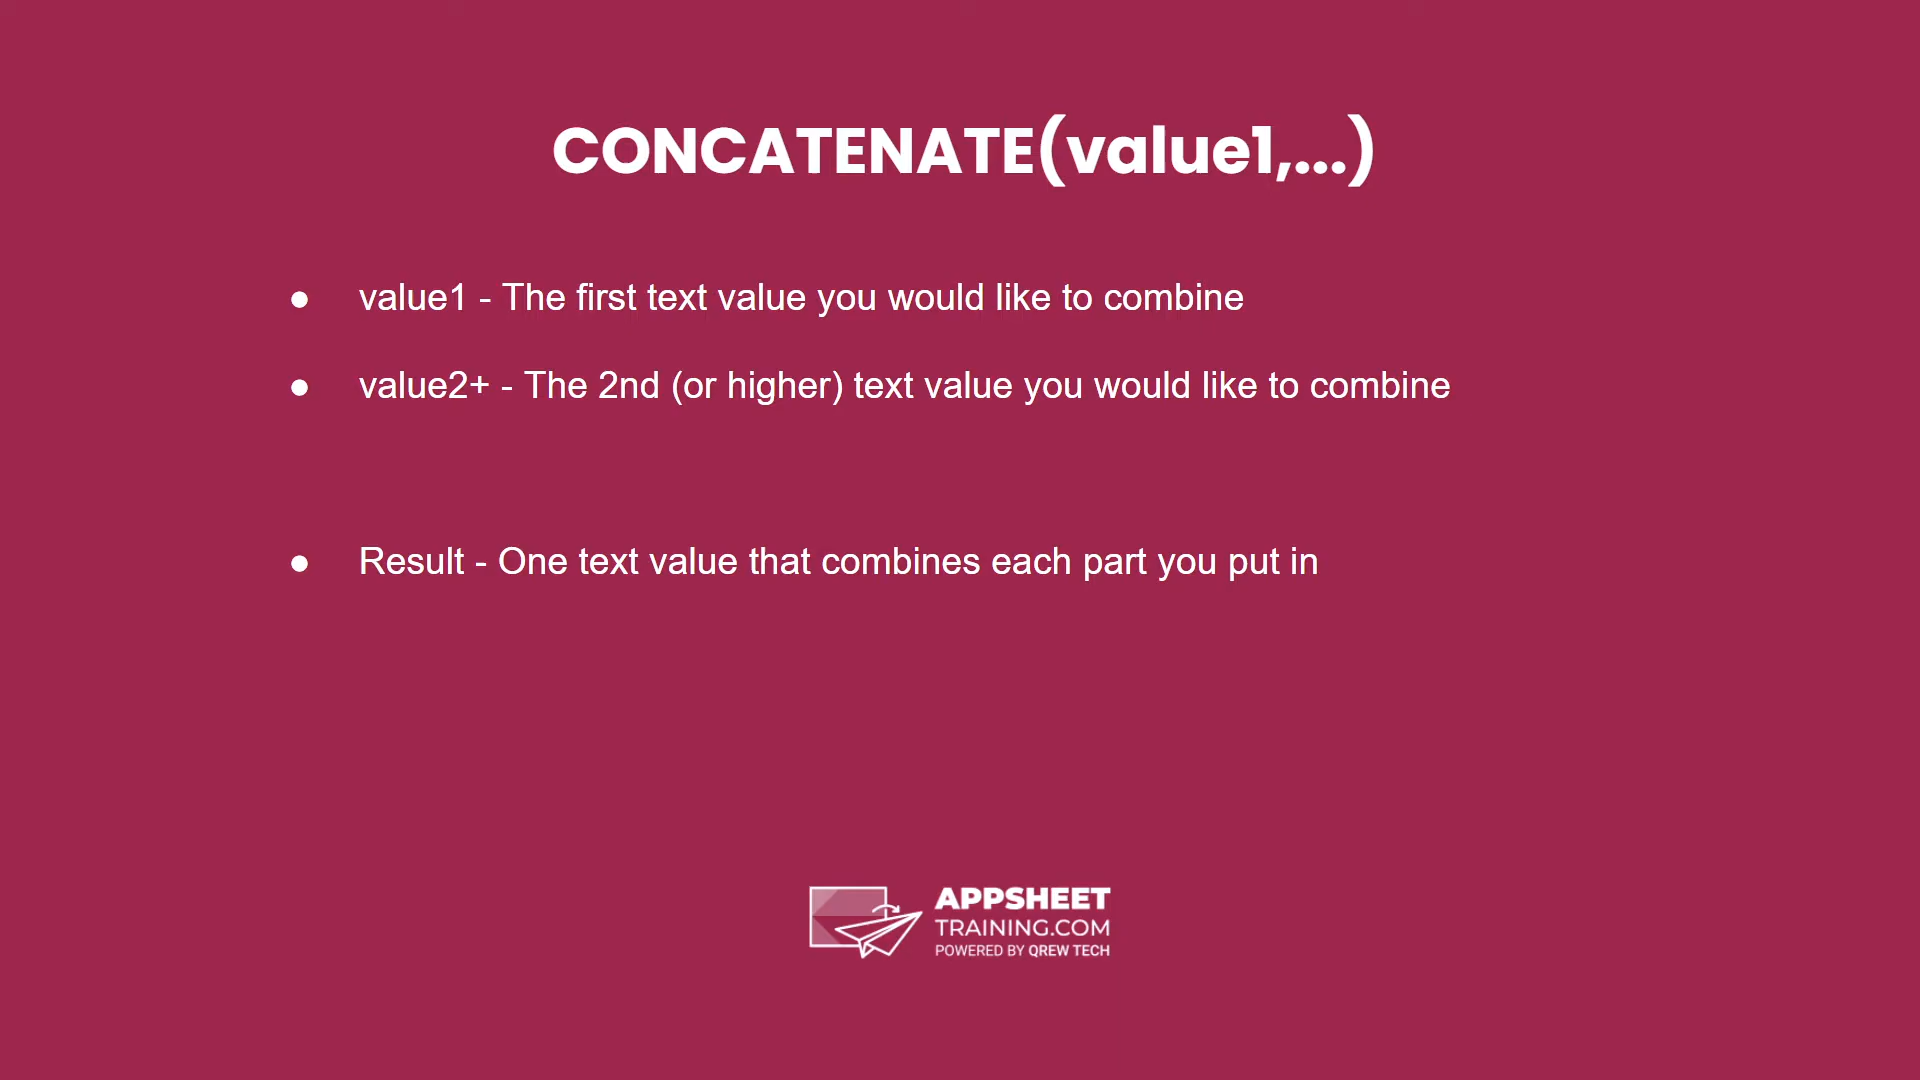 CONCATENATE(value1,...)
● value1 - The first text value you would like to combine
● value2+ - The 2nd (or higher) text value you would like to combine
● Result - One text value that combines each part you put in
APPSHEET
TRAINING.COM
POWERED BY QREW TECH